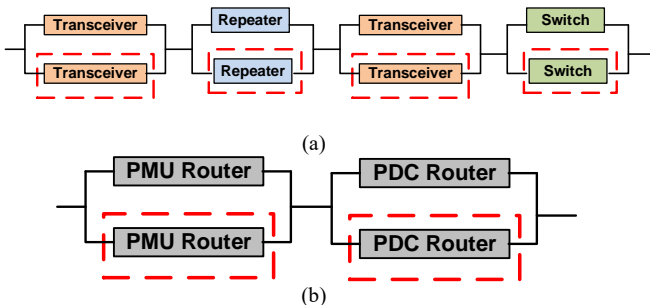 Transceiver Repeater Transceiver Switch
Transceiver Repeater Transceiver Switch
(a)
PMU Router PDC Router
PMU Router PDC Router
(b)